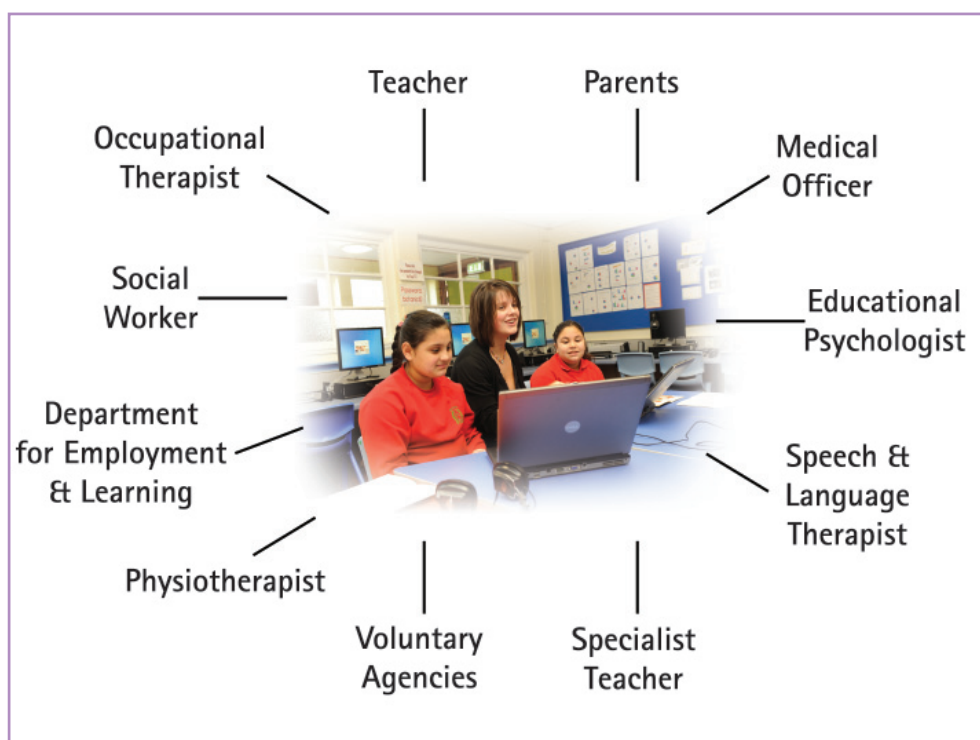 Teacher
Parents
Medical
Officer
Educational
Psychologist
Speech &
Language
Therapist
Specialist
Teacher
Voluntary
Agencies
Physiotherapist
Department
for Employment
& Learning
Social
Worker
Occupational
Therapist